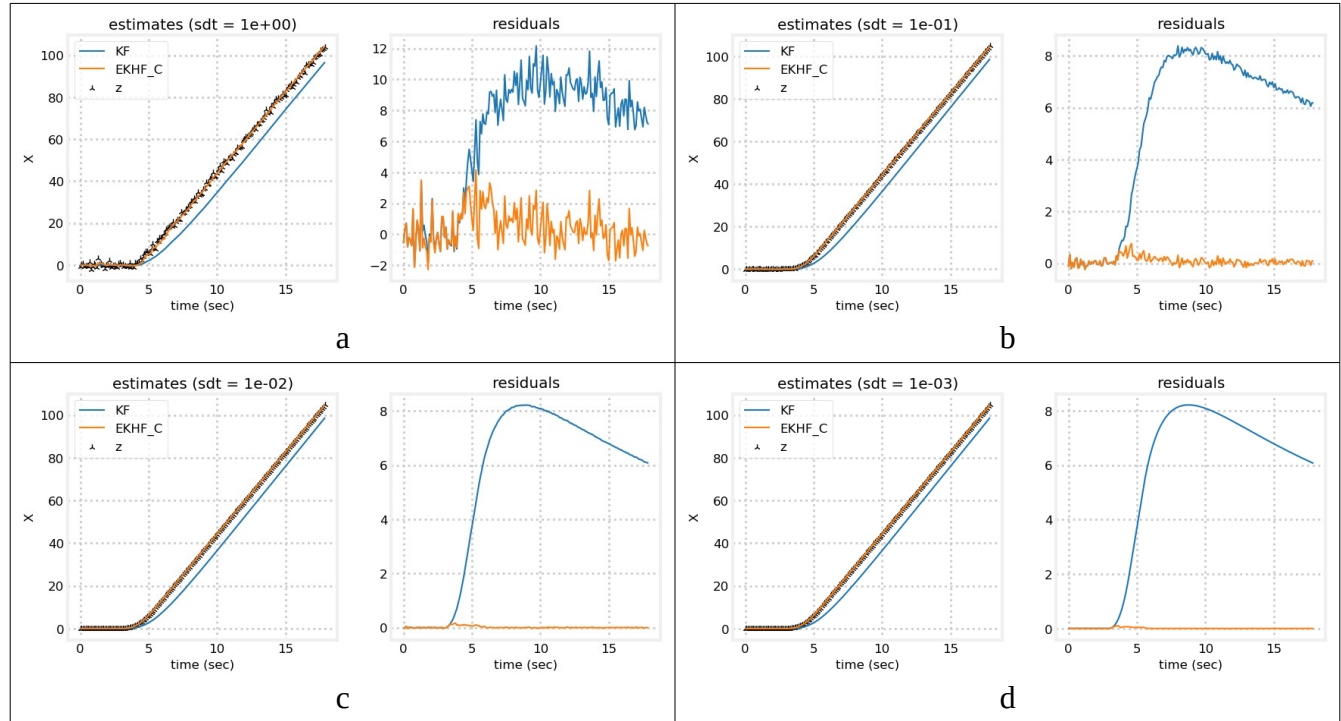 estimates (sdt = 1e+00)
residuals
KF
EKHF_C
z
100
80
60
40
20
0
X
0
5
10
15
time (sec)
12
10
8
6
4
2
0
−2
0
5
10
15
time (sec)
a
estimates (sdt = 1e-01)
residuals
KF
EKHF_C
z
100
80
60
40
20
0
X
0
5
10
15
time (sec)
8
6
4
2
0
0
5
10
15
time (sec)
b
estimates (sdt = 1e-02)
residuals
KF
EKHF_C
z
100
80
60
40
20
0
X
0
5
10
15
time (sec)
8
6
4
2
0
0
5
10
15
time (sec)
c
estimates (sdt = 1e-03)
residuals
KF
EKHF_C
z
100
80
60
40
20
0
X
0
5
10
15
time (sec)
8
6
4
2
0
0
5
10
15
time (sec)
d